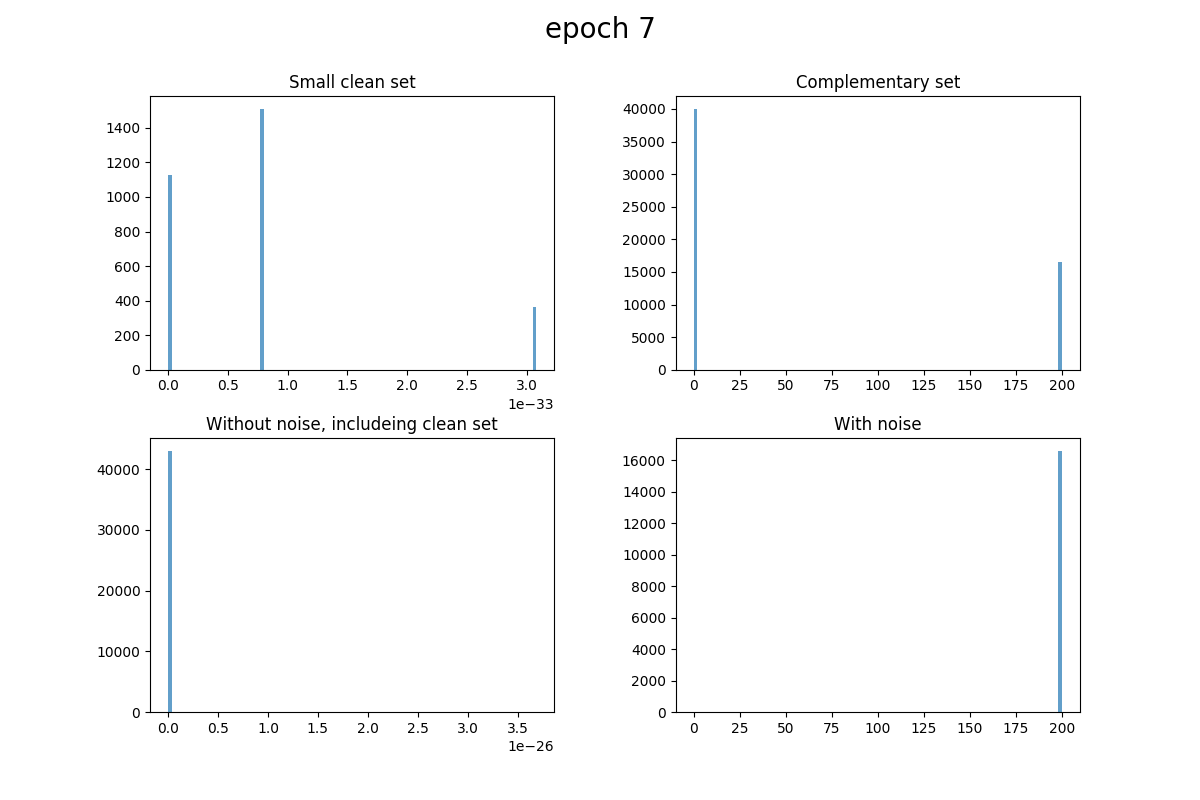 epoch 7
Small clean set
1400
1200
1000
800
600
400
200
0
0.0 0.5 1.0 1.5 2.0 2.5 3.0
1e−33
Complementary set
40000
35000
30000
25000
20000
15000
10000
5000
0
0 25 50 75 100 125 150 175 200
Without noise, includeing clean set
40000
30000
20000
10000
0
0.0 0.5 1.0 1.5 2.0 2.5 3.0 3.5
1e−26
With noise
16000
14000
12000
10000
8000
6000
4000
2000
0
0 25 50 75 100 125 150 175 200